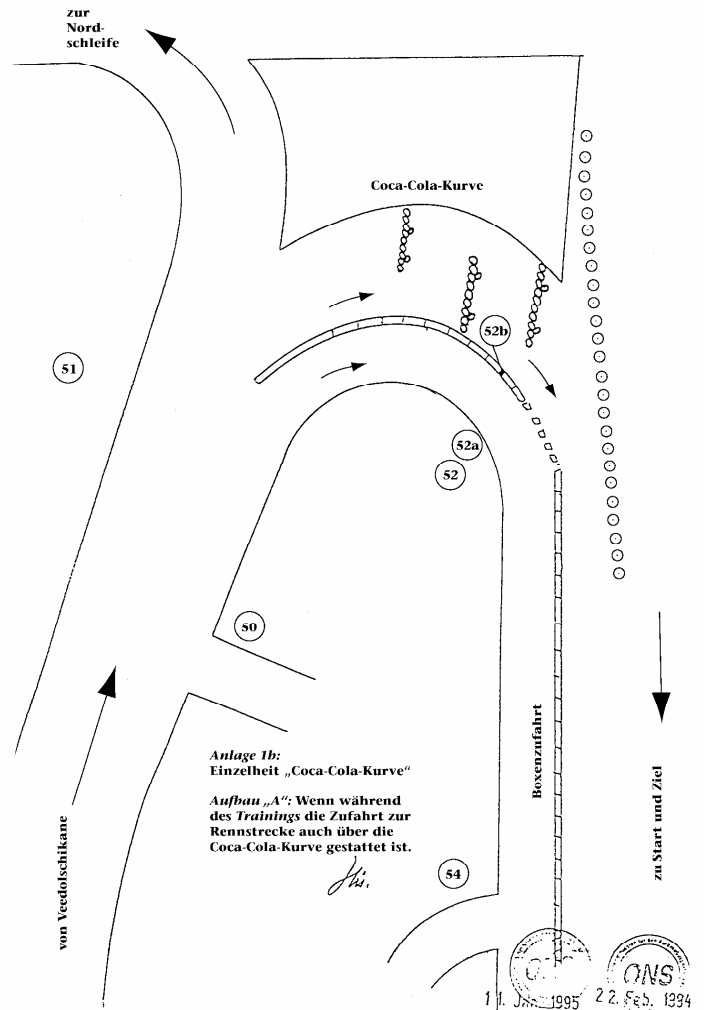 zur
Nord-
schleife
Coca-Cola-Kurve
52b
51
52a
52
50
Boxenzufahrt
Anlage 1b:
Einzelheit „Coca-Cola-Kurve“
Aufbau „A“: Wenn während
des Trainings die Zufahrt zur
Rennstrecke auch über die
Coca-Cola-Kurve gestattet ist.
54
von Veedolschikane
zu Start und Ziel
ONS
11. 1995
22. Feb. 1994